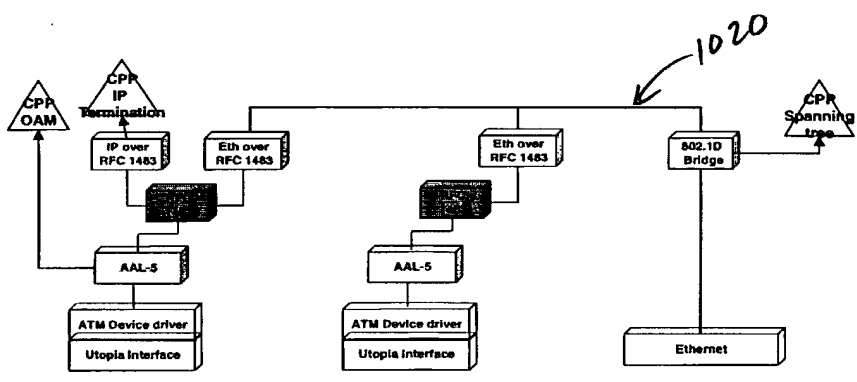 1020
CPP
OAM
CPP
IP
Termination
CPP
Spanning
tree
IP over
RFC 1483
Eth over
RFC 1483
Eth over
RFC 1483
802.1D
Bridge
AAL-5
AAL-5
ATM Device driver
Utopia Interface
ATM Device driver
Utopia Interface
Ethernet